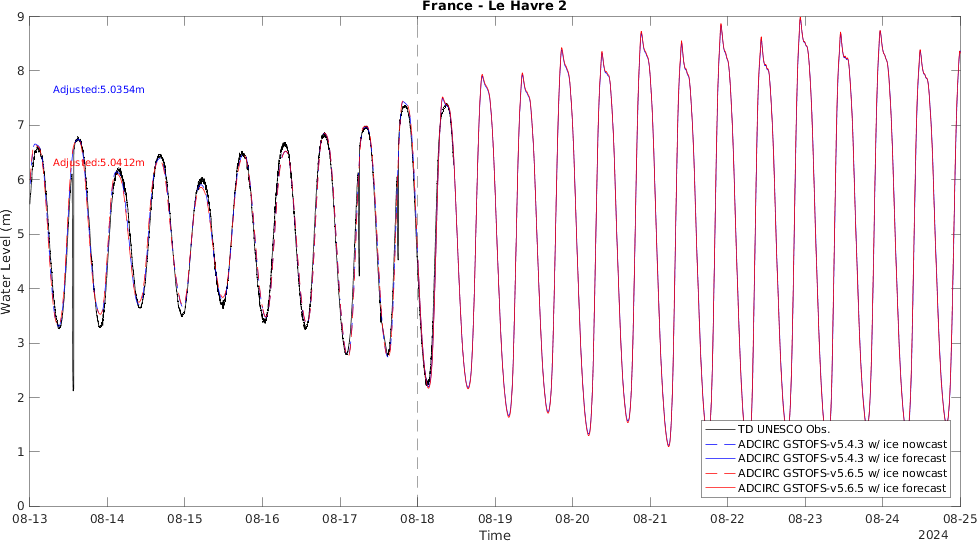 France - Le Havre 2
9
8
Adjusted:5.0354m
7
Adjusted:5.0412m
6
5
4
3
2
1
0
Water Level (m)
TD UNESCO Obs.
ADCIRC GSTOFS-v5.4.3 w/ ice nowcast
ADCIRC GSTOFS-v5.4.3 w/ ice forecast
ADCIRC GSTOFS-v5.6.5 w/ ice nowcast
ADCIRC GSTOFS-v5.6.5 w/ ice forecast
08-13 08-14 08-15 08-16 08-17 08-18 08-19 08-20 08-21 08-22 08-23 08-24 08-25
Time
2024